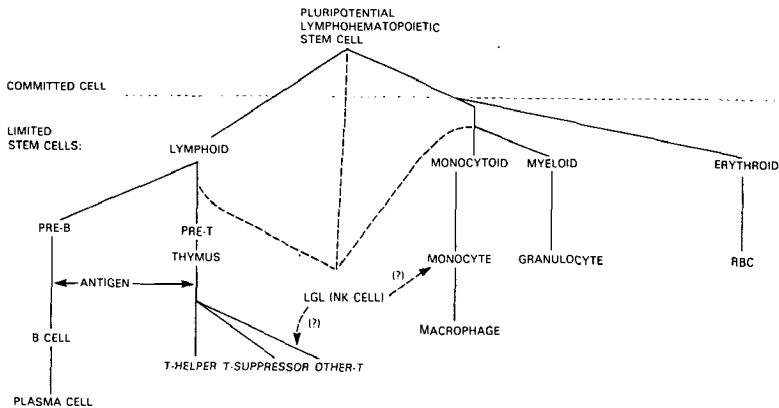 PLURIPOTENTIAL
LYMPHOHEMATOPOIETIC
STEM CELL
COMMITTED CELL
LIMITED
STEM CELLS:
LYMPHOID
MONOCYTOID
MYELOID
ERYTHROID
PRE-B
PRE-T
THYMUS
MONOCYTE
GRANULOCYTE
RBC
ANTIGEN
(?)
LGL (NK CELL)
(?)
MACROPHAGE
B CELL
T-HELPER T-SUPPRESSOR OTHER-T
PLASMA CELL